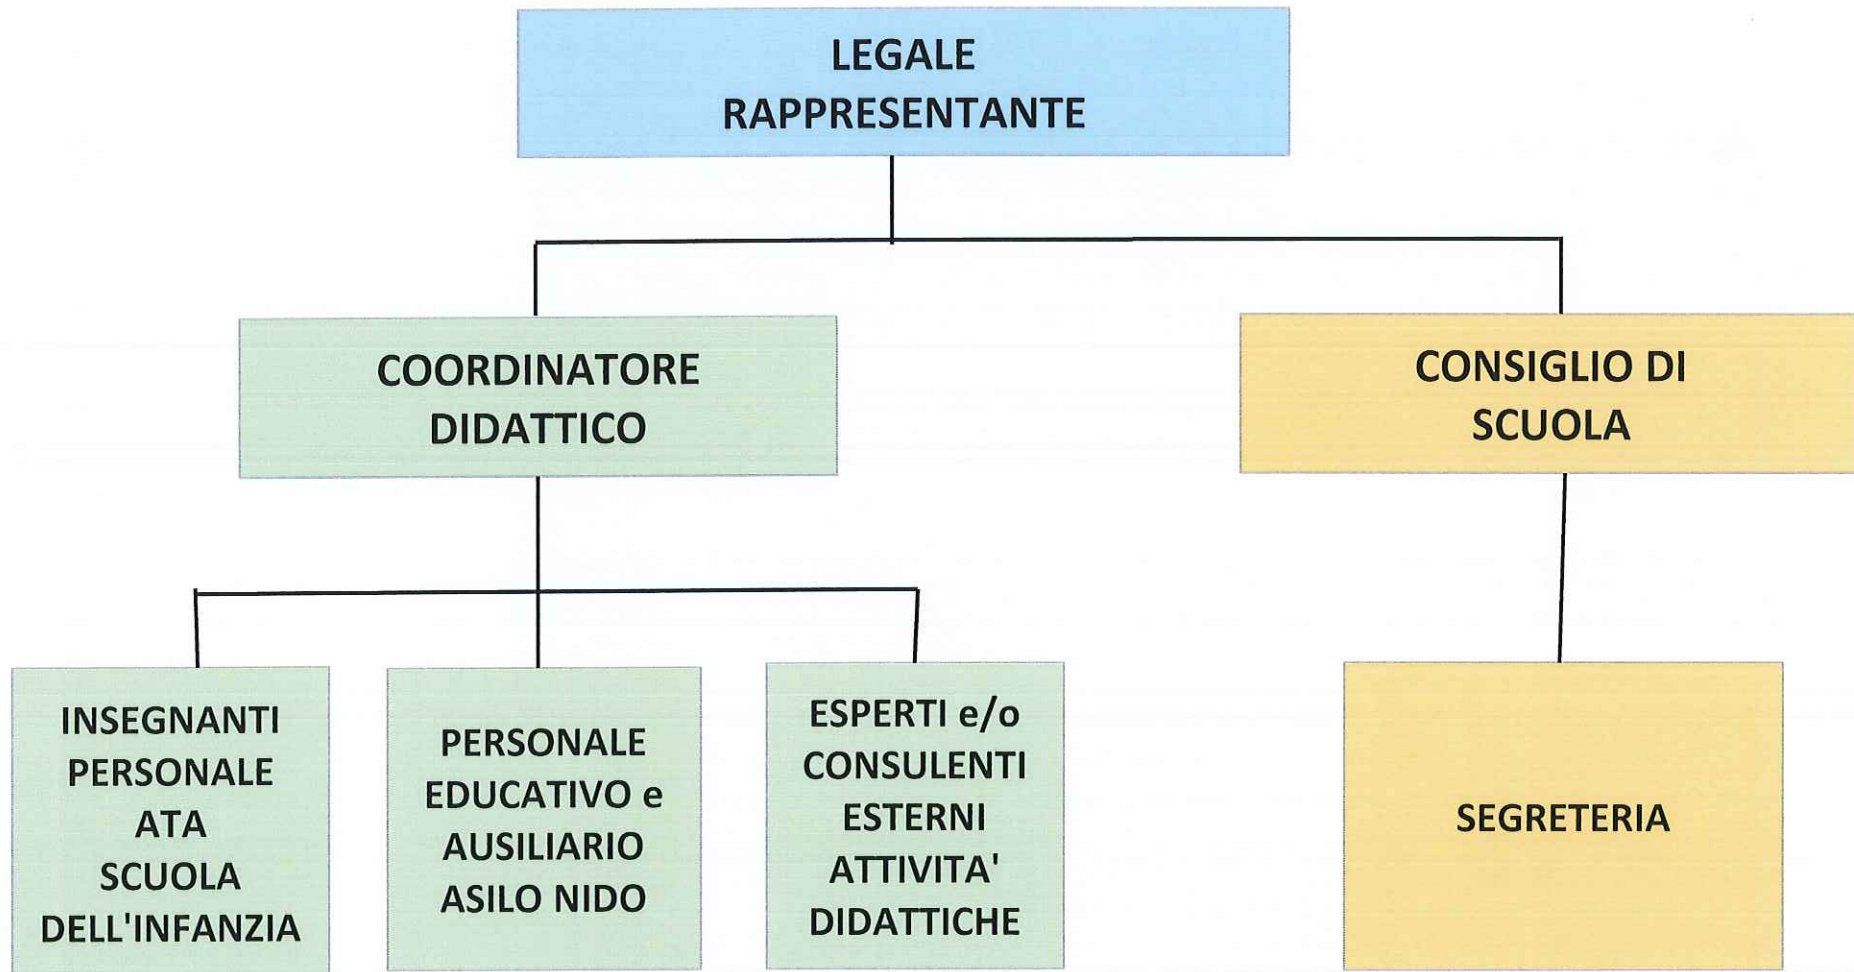 LEGALE
RAPPRESENTANTE
COORDINATORE
DIDATTICO
CONSIGLIO DI
SCUOLA
INSEGNANTI
PERSONALE
ATA
SCUOLA
DELL'INFANZIA
PERSONALE
EDUCATIVO e
AUSILIARIO
ASILO NIDO
ESPERTI e/o
CONSULENTI
ESTERNI
ATTIVITA'
DIDATTICHE
SEGRETERIA